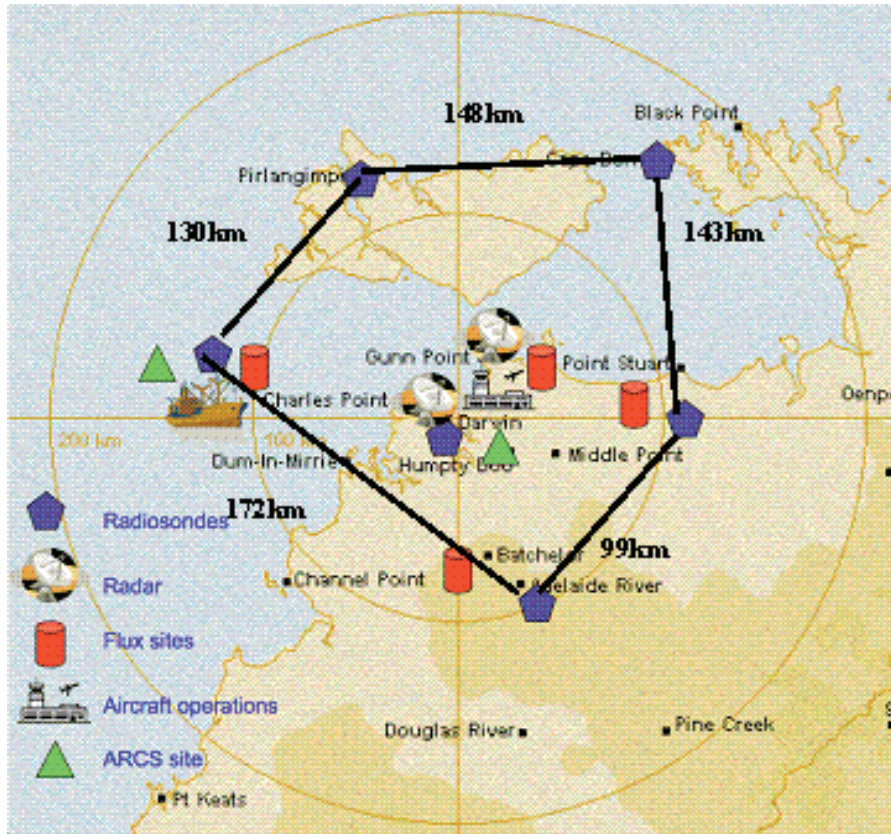 148km
Black Point
Pirlangimp
130km
143km
Gunn Point
Point Stuart
Charles Point
Oenp
Darwin
200 km
100 km
Dum-In-Mirrie
Humpty Doo
Middle Point
172km
Radiosondes
99km
Batchelor
Radar
Channel Point
Adelaide River
Flux sites
Aircraft operations
Douglas River
Pine Creek
ARCS site
Pt Keats